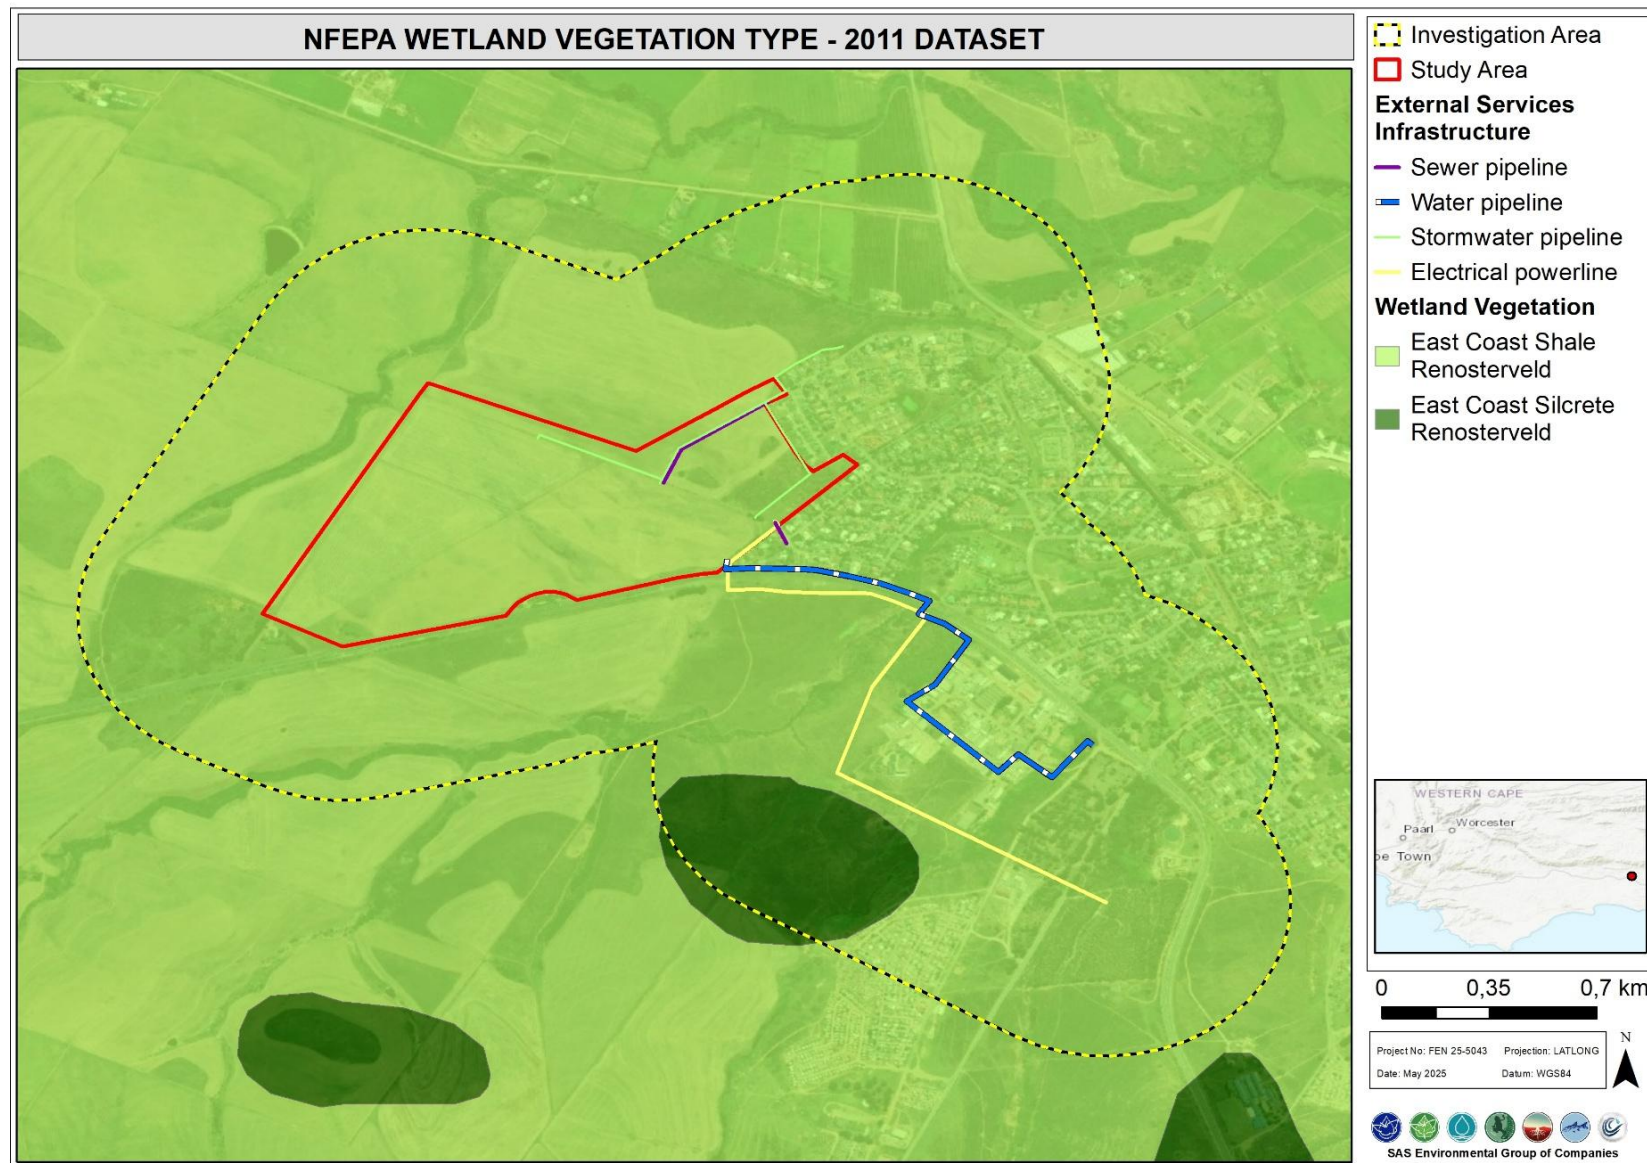 NFEPA WETLAND VEGETATION TYPE - 2011 DATASET
Investigation Area
Study Area
External Services
Infrastructure
Sewer pipeline
Water pipeline
Stormwater pipeline
Electrical powerline
Wetland Vegetation
East Coast Shale
Renosterveld
East Coast Silcrete
Renosterveld
WESTERN CAPE
Paarl
Worcester
pe Town
0 0,35 0,7 km
Project No: FEN 25-5043 Projection: LATLONG
Date: May 2025 Datum: WGS84
N
SAS Environmental Group of Companies